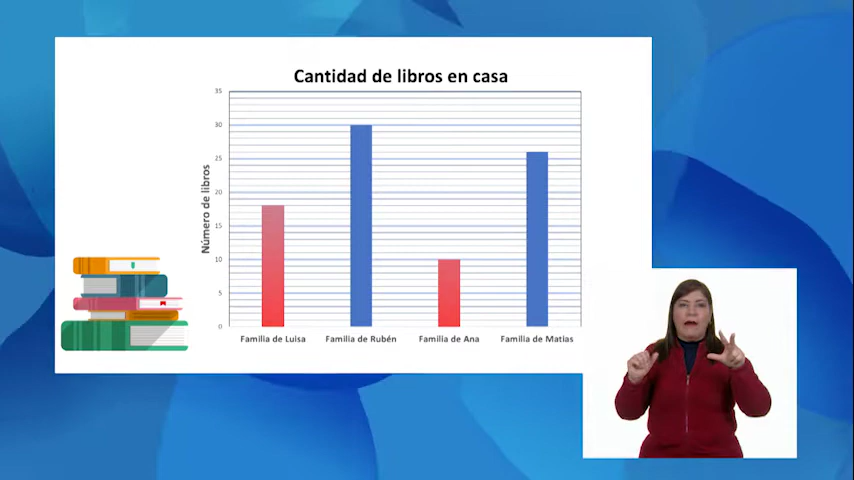 Cantidad de libros en casa
Número de libros
35
30
25
20
15
10
5
0
Familia de Luisa
Familia de Rubén
Familia de Ana
Familia de Matías